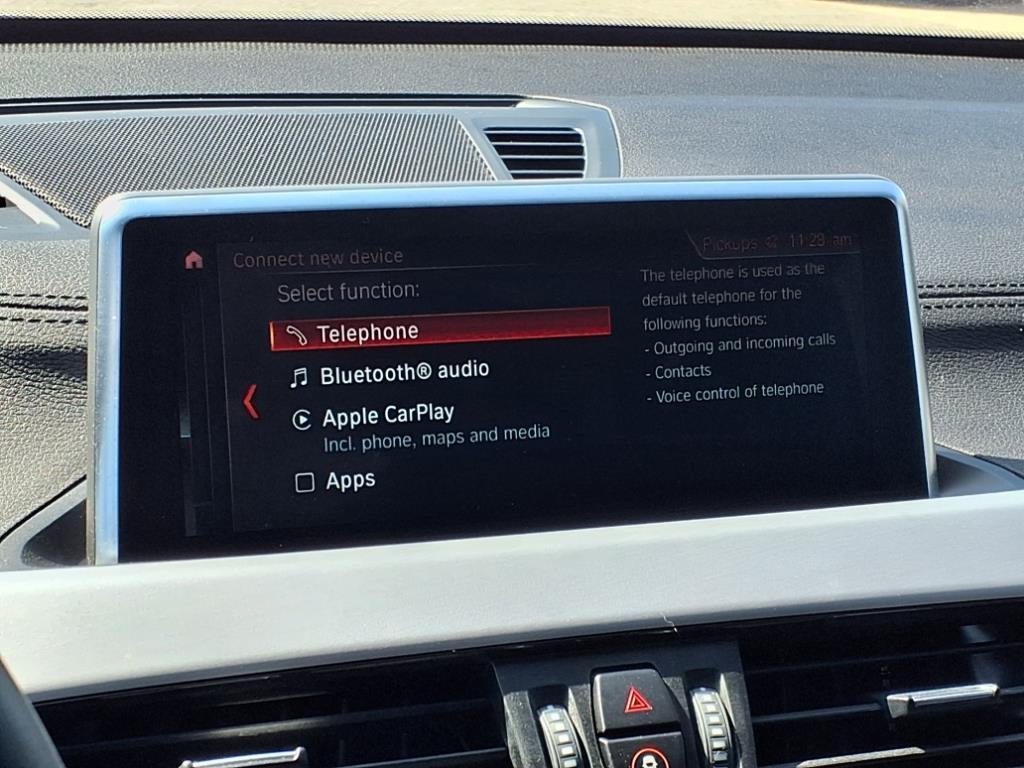 Connect new device
Pickups 11:29 am
Select function:
Telephone
Bluetooth® audio
Apple CarPlay
Incl. phone, maps and media
Apps
The telephone is used as the
default telephone for the
following functions:
- Outgoing and incoming calls
- Contacts
- Voice control of telephone